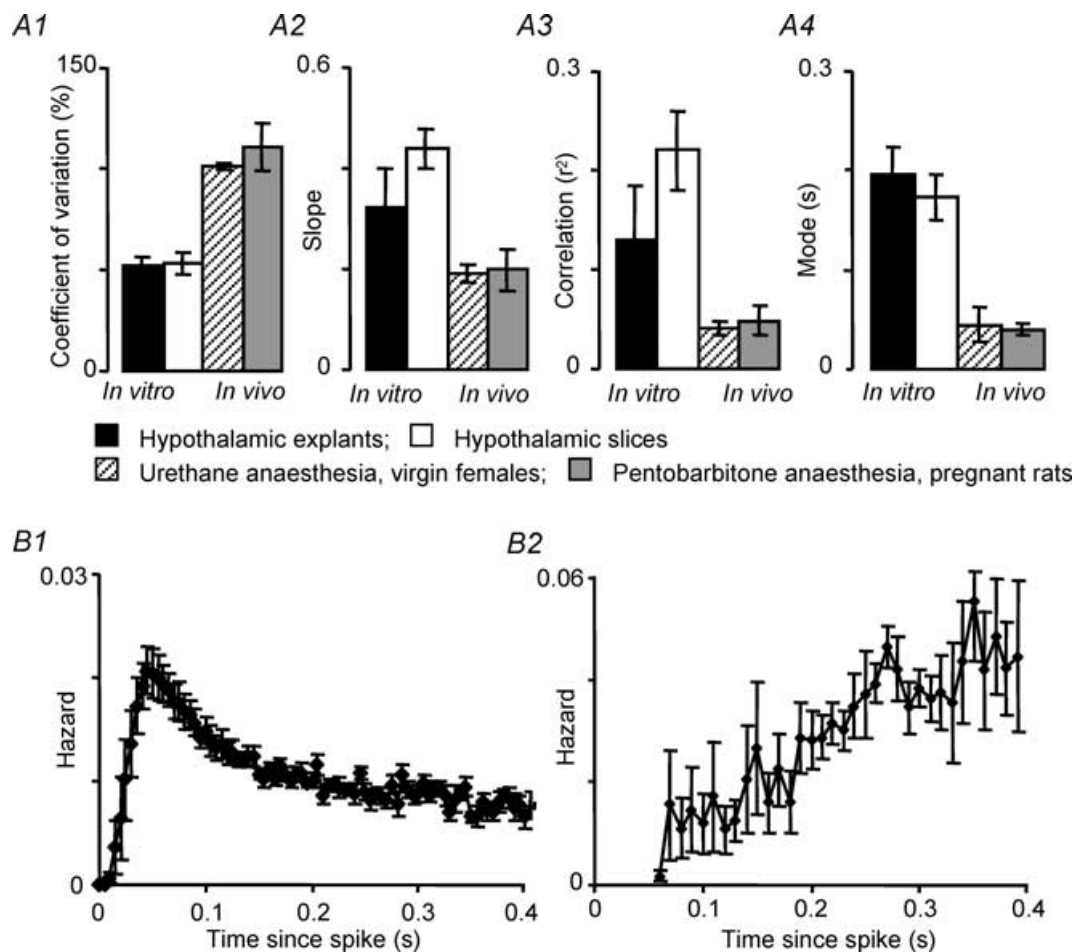 A1 A2 A3 A4
150
0
Coefficient of variation (%)
In vitro In vivo
0.6
0
Slope
In vitro In vivo
0.3
0
Correlation (r²)
In vitro In vivo
0.3
0
Mode (s)
In vitro In vivo
Hypothalamic explants; Hypothalamic slices
Urethane anaesthesia, virgin females; Pentobarbitone anaesthesia, pregnant rats
B1
0.03
0
Hazard
0 0.1 0.2 0.3 0.4
Time since spike (s)
B2
0.06
0
Hazard
0 0.1 0.2 0.3 0.4
Time since spike (s)